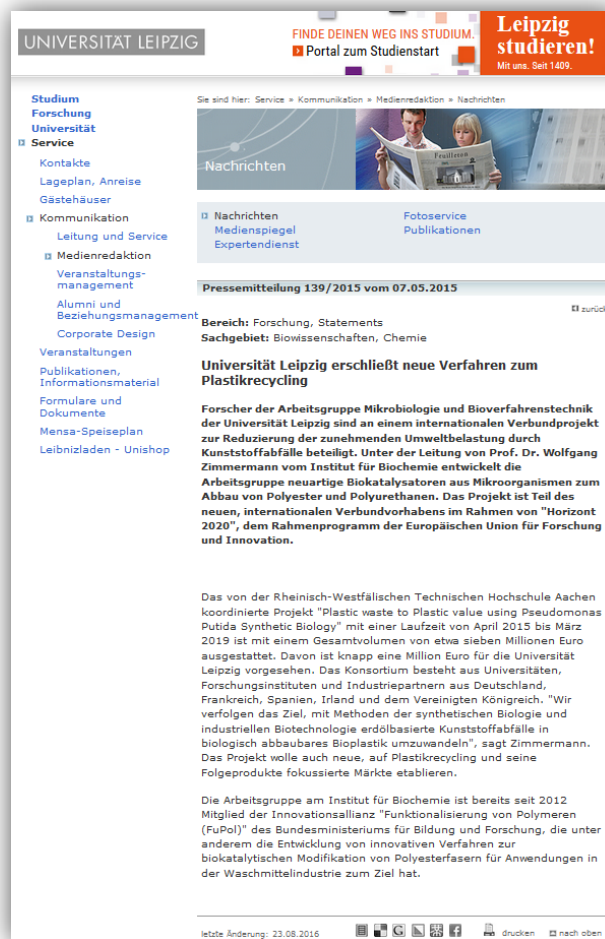 UNIVERSITÄT LEIPZIG
FINDE DEINEN WEG INS STUDIUM.
Portal zum Studienstart
Leipzig
studieren!
Mit uns. Seit 1409.
Studium
Forschung
Universität
Service
Kontakte
Lageplan, Anreise
Gästehäuser
Kommunikation
Leitung und Service
Medienredaktion
Veranstaltungs-
management
Alumni und
Beziehungsmanagement
Corporate Design
Veranstaltungen
Publikationen,
Informationsmaterial
Formulare und
Dokumente
Mensa-Speiseplan
Leibnizladen - Unishop
Sie sind hier: Service » Kommunikation » Medienredaktion » Nachrichten
Feuilleton
Nachrichten
Nachrichten
Medienspiegel
Expertendienst
Fotoservice
Publikationen
Pressemitteilung 139/2015 vom 07.05.2015
zurück
Bereich: Forschung, Statements
Sachgebiet: Biowissenschaften, Chemie
Universität Leipzig erschließt neue Verfahren zum
Plastikrecycling
Forscher der Arbeitsgruppe Mikrobiologie und Bioverfahrenstechnik
der Universität Leipzig sind an einem internationalen Verbundprojekt
zur Reduzierung der zunehmenden Umweltbelastung durch
Kunststoffabfälle beteiligt. Unter der Leitung von Prof. Dr. Wolfgang
Zimmermann vom Institut für Biochemie entwickelt die
Arbeitsgruppe neuartige Biokatalysatoren aus Mikroorganismen zum
Abbau von Polyester und Polyurethanen. Das Projekt ist Teil des
neuen, internationalen Verbundvorhabens im Rahmen von "Horizont
2020", dem Rahmenprogramm der Europäischen Union für Forschung
und Innovation.
Das von der Rheinisch-Westfälischen Technischen Hochschule Aachen
koordinierte Projekt "Plastic waste to Plastic value using Pseudomonas
Putida Synthetic Biology" mit einer Laufzeit von April 2015 bis März
2019 ist mit einem Gesamtvolumen von etwa sieben Millionen Euro
ausgestattet. Davon ist knapp eine Million Euro für die Universität
Leipzig vorgesehen. Das Konsortium besteht aus Universitäten,
Forschungsinstituten und Industriepartnern aus Deutschland,
Frankreich, Spanien, Irland und dem Vereinigten Königreich. "Wir
verfolgen das Ziel, mit Methoden der synthetischen Biologie und
industriellen Biotechnologie erdölbasierte Kunststoffabfälle in
biologisch abbaubares Bioplastik umzuwandeln", sagt Zimmermann.
Das Projekt wolle auch neue, auf Plastikrecycling und seine
Folgeprodukte fokussierte Märkte etablieren.
Die Arbeitsgruppe am Institut für Biochemie ist bereits seit 2012
Mitglied der Innovationsallianz "Funktionalisierung von Polymeren
(FuPol)" des Bundesministeriums für Bildung und Forschung, die unter
anderem die Entwicklung von innovativen Verfahren zur
biokatalytischen Modifikation von Polyesterfasern für Anwendungen in
der Waschmittelindustrie zum Ziel hat.
letzte Änderung: 23.08.2016
drucken
nach oben